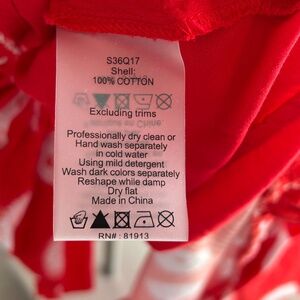 S36Q17
Shell:
100% COTTON
Excluding trims
Professionally dry clean or
Hand wash separately
in cold water
Using mild detergent
Wash dark colors separately
Reshape while damp
Dry flat
Made in China
RN#: 81913